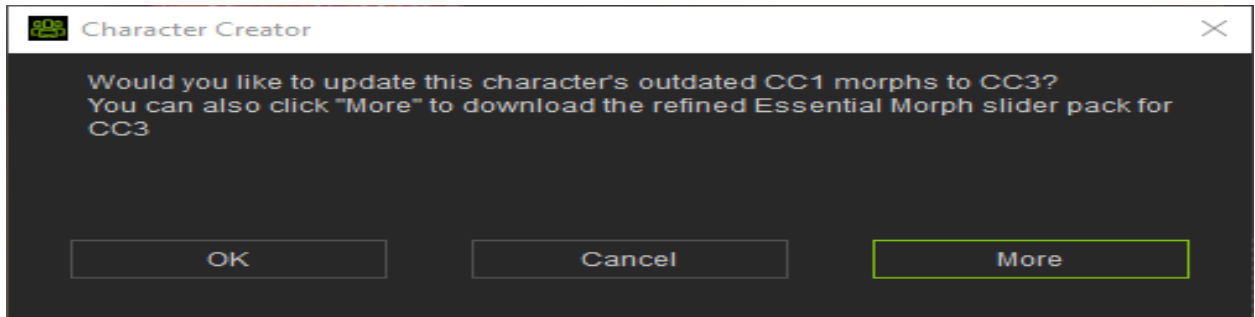 Character Creator
Would you like to update this character's outdated CC1 morphs to CC3?
You can also click "More" to download the refined Essential Morph slider pack for
CC3
OK
Cancel
More